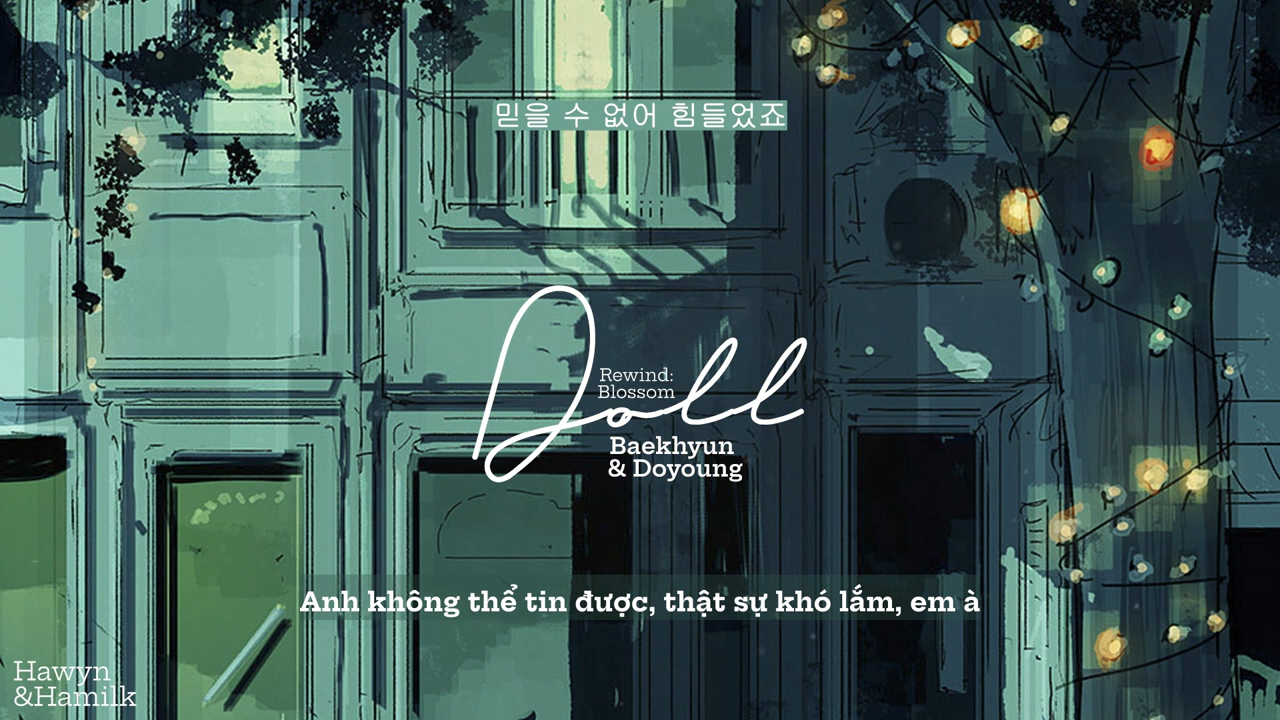 믿을 수 없어 힘들었죠
Doll
Rewind:
Blossom
Baekhyun
& Doyoung
Anh không thể tin được, thật sự khó lắm, em à
Hawyn
&Hamilk